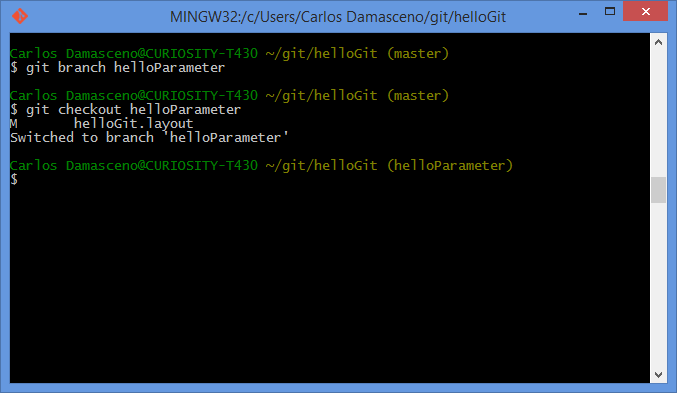 MINGW32:/c/Users/Carlos Damasceno/git/helloGit
Carlos Damasceno@CURIOSITY-T430 ~/git/helloGit (master)
$ git branch helloParameter
Carlos Damasceno@CURIOSITY-T430 ~/git/helloGit (master)
$ git checkout helloParameter
M       helloGit.layout
Switched to branch 'helloParameter'
Carlos Damasceno@CURIOSITY-T430 ~/git/helloGit (helloParameter)
$